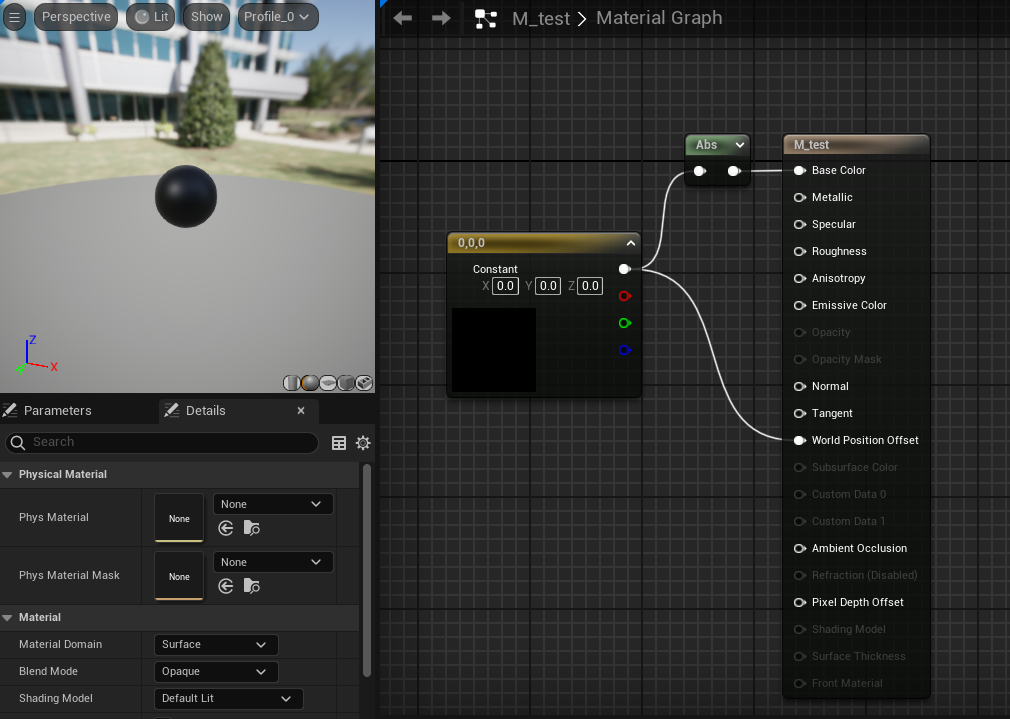 Perspective Lit Show Profile_0
M_test > Material Graph
Abs
M_test
Base Color
Metallic
Specular
Roughness
Anisotropy
Emissive Color
Opacity
Opacity Mask
Normal
Tangent
World Position Offset
Subsurface Color
Custom Data 0
Custom Data 1
Ambient Occlusion
Refraction (Disabled)
Pixel Depth Offset
Shading Model
Surface Thickness
Front Material
0,0,0
Constant
X 0.0 Y 0.0 Z 0.0
Z
X
Parameters Details
Search
Physical Material
Phys Material None None
Phys Material Mask None None
Material
Material Domain Surface
Blend Mode Opaque
Shading Model Default Lit